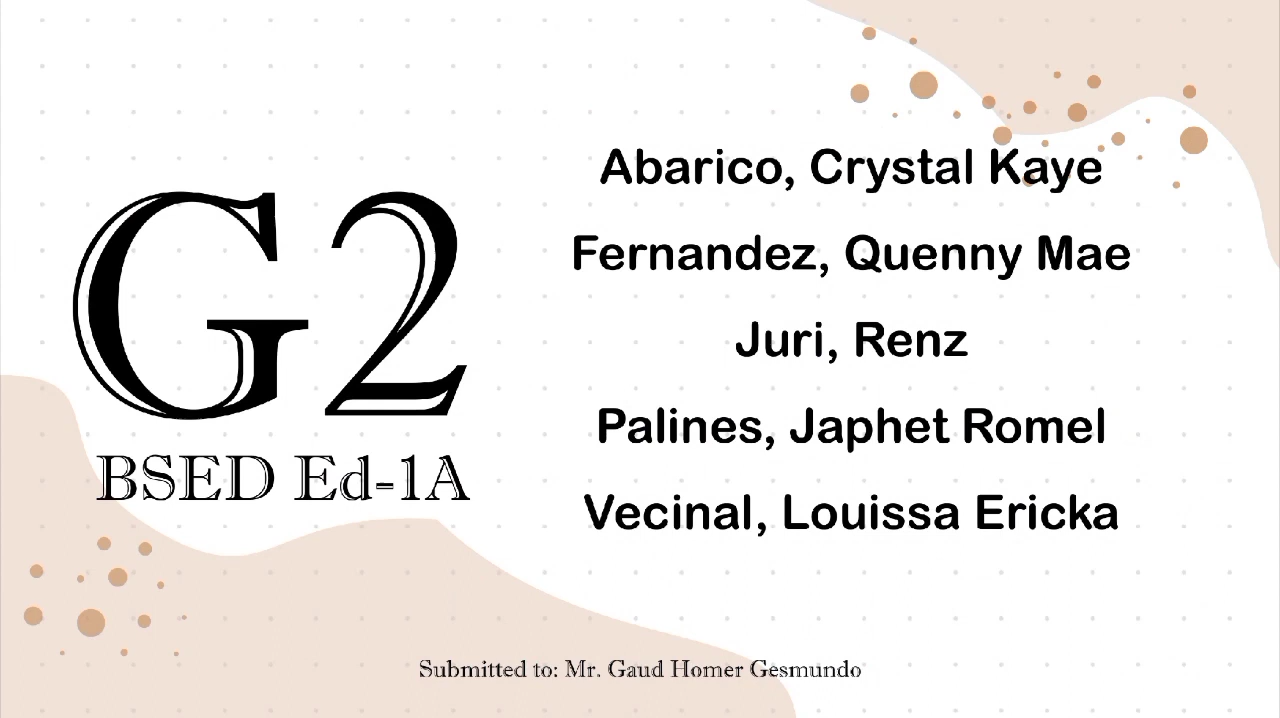 G2
BSED Ed-1A
Abarico, Crystal Kaye
Fernandez, Quenny Mae
Juri, Renz
Palines, Japhet Romel
Vecinal, Louissa Ericka
Submitted to: Mr. Gaud Homer Gesmundo